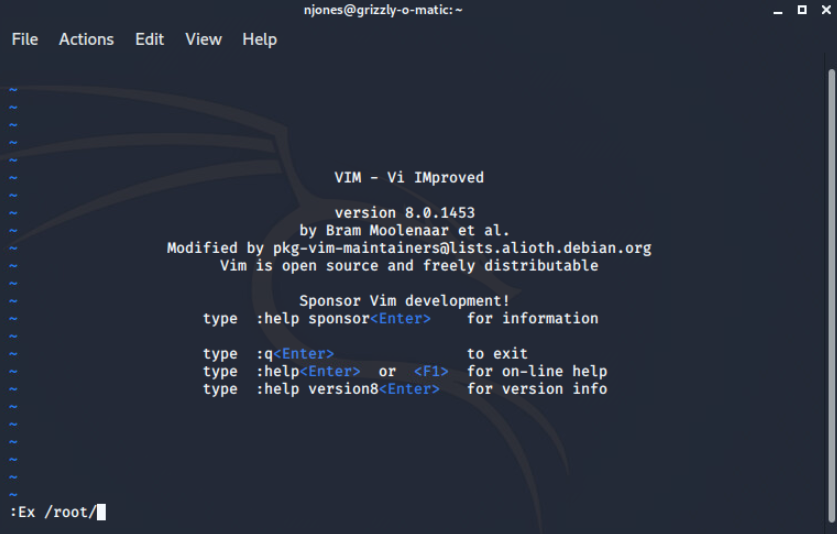 njones@grizzly-o-matic: ~
File Actions Edit View Help
~
~
~
~
~
~ VIM - Vi IMproved
~
~ version 8.0.1453
~ by Bram Moolenaar et al.
~ Modified by pkg-vim-maintainers@lists.alioth.debian.org
~ Vim is open source and freely distributable
~
~ Sponsor Vim development!
~ type :help sponsor<Enter> for information
~
~ type :q<Enter> to exit
~ type :help<Enter> or <F1> for on-line help
~ type :help version8<Enter> for version info
~
~
~
~
~
~
:Ex /root/